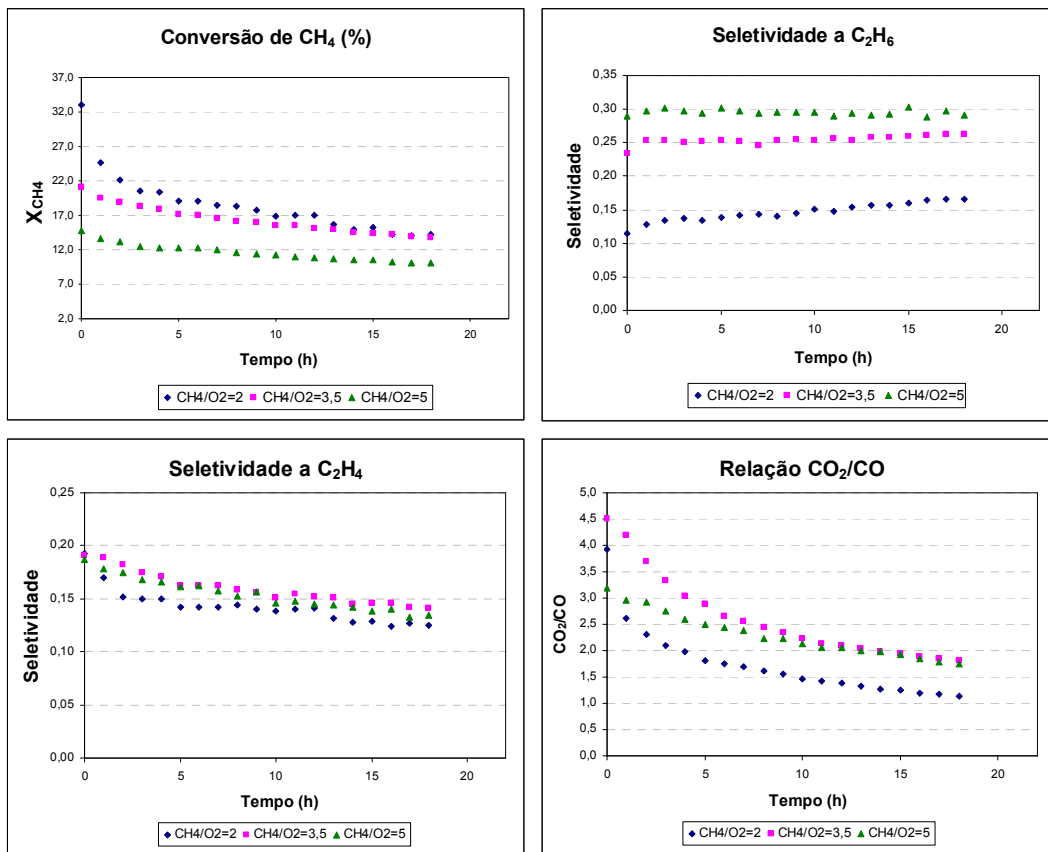 Conversão de CH₄ (%)
37,0
32,0
27,0
22,0
17,0
12,0
7,0
2,0
X_CH4
0 5 10 15 20
Tempo (h)
CH4/O2=2 CH4/O2=3,5 CH4/O2=5
Seletividade a C₂H₆
0,35
0,30
0,25
0,20
0,15
0,10
0,05
0,00
Seletividade
0 5 10 15 20
Tempo (h)
CH4/O2=2 CH4/O2=3,5 CH4/O2=5
Seletividade a C₂H₄
0,25
0,20
0,15
0,10
0,05
0,00
Seletividade
0 5 10 15 20
Tempo (h)
CH4/O2=2 CH4/O2=3,5 CH4/O2=5
Relação CO₂/CO
5,0
4,5
4,0
3,5
3,0
2,5
2,0
1,5
1,0
0,5
0,0
CO₂/CO
0 5 10 15 20
Tempo (h)
CH4/O2=2 CH4/O2=3,5 CH4/O2=5